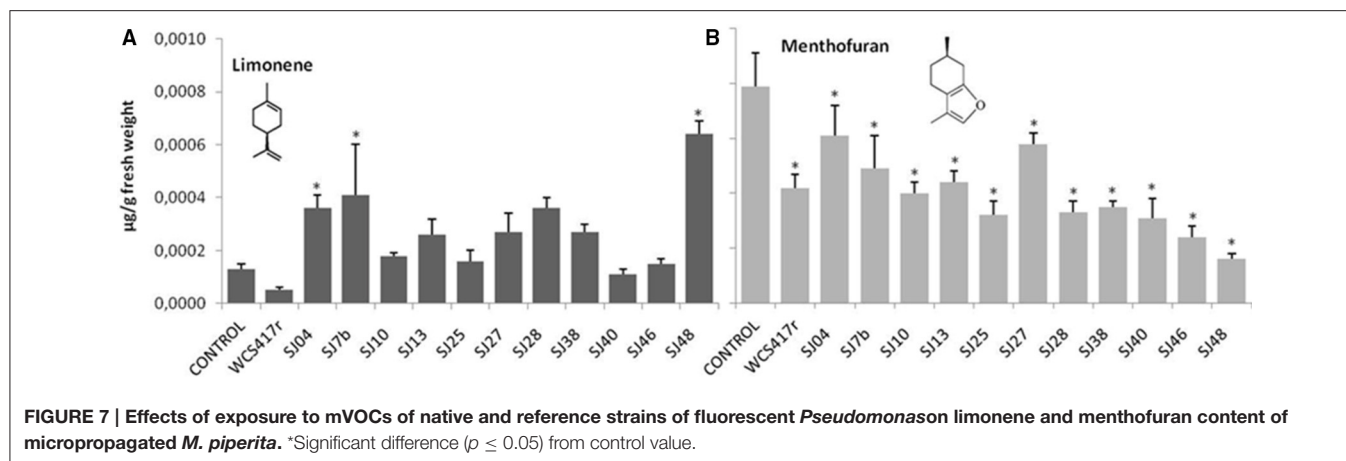 A
B
0,0010
0,0008
0,0006
0,0004
0,0002
0,0000
µg/g fresh weight
Limonene
* * *
CONTROL WCS417r SJ04 SJ7b SJ10 SJ13 SJ25 SJ27 SJ28 SJ38 SJ40 SJ46 SJ48
Menthofuran
O
* * * * * * * * * * * *
CONTROL WCS417r SJ04 SJ7b SJ10 SJ13 SJ25 SJ27 SJ28 SJ38 SJ40 SJ46 SJ48
FIGURE 7 | Effects of exposure to mVOCs of native and reference strains of fluorescent Pseudomonason limonene and menthofuran content of
micropropagated M. piperita. *Significant difference (p ≤ 0.05) from control value.